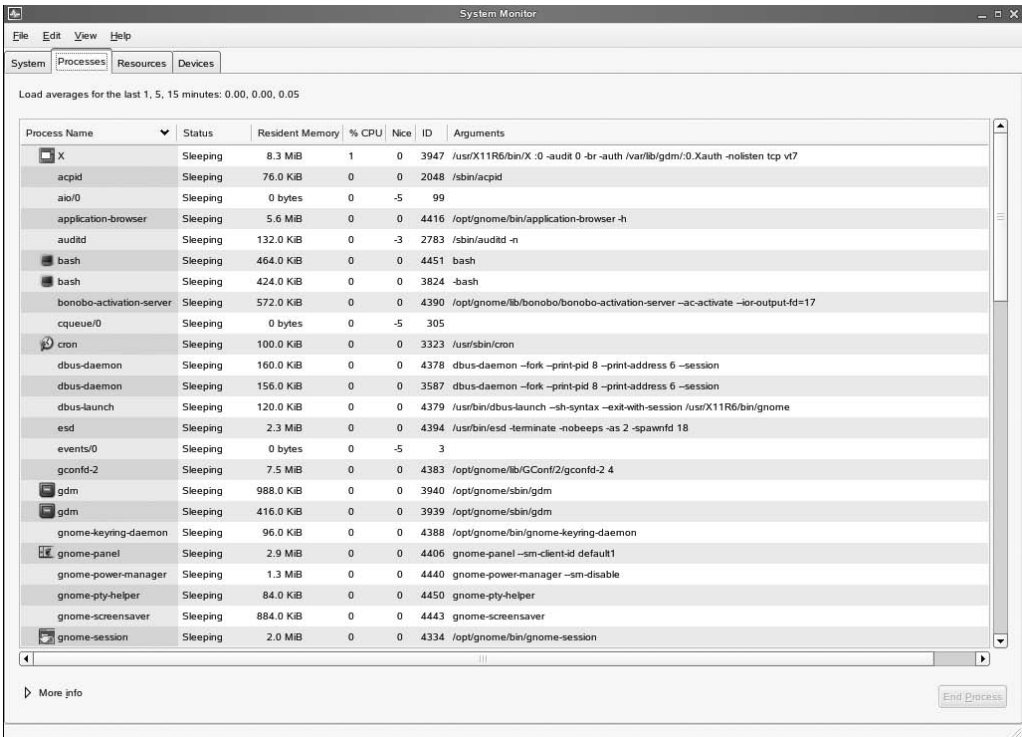 System Monitor
File Edit View Help
System Processes Resources Devices
Load averages for the last 1, 5, 15 minutes: 0.00, 0.00, 0.05
Process Name Status Resident Memory % CPU Nice ID Arguments
X Sleeping 8.3 MiB 1 0 3947 /usr/X11R6/bin/X :0 -audit 0 -br -auth /var/lib/gdm/:0.Xauth -nolisten tcp vt7
acpid Sleeping 76.0 KiB 0 0 2048 /sbin/acpid
aio/0 Sleeping 0 bytes 0 -5 99
application-browser Sleeping 5.6 MiB 0 0 4416 /opt/gnome/bin/application-browser -h
auditd Sleeping 132.0 KiB 0 -3 2783 /sbin/auditd -n
bash Sleeping 464.0 KiB 0 0 4451 bash
bash Sleeping 424.0 KiB 0 0 3824 -bash
bonobo-activation-server Sleeping 572.0 KiB 0 0 4390 /opt/gnome/lib/bonobo/bonobo-activation-server --ac-activate --ior-output-fd=17
cqueue/0 Sleeping 0 bytes 0 -5 305
cron Sleeping 100.0 KiB 0 0 3323 /usr/sbin/cron
dbus-daemon Sleeping 160.0 KiB 0 0 4378 dbus-daemon --fork --print-pid 8 --print-address 6 --session
dbus-daemon Sleeping 156.0 KiB 0 0 3587 dbus-daemon --fork --print-pid 8 --print-address 6 --session
dbus-launch Sleeping 120.0 KiB 0 0 4379 /usr/bin/dbus-launch --sh-syntax --exit-with-session /usr/X11R6/bin/gnome
esd Sleeping 2.3 MiB 0 0 4394 /usr/bin/esd -terminate -nobeeps -as 2 -spawnfd 18
events/0 Sleeping 0 bytes 0 -5 3
gconfd-2 Sleeping 7.5 MiB 0 0 4383 /opt/gnome/lib/GConf/2/gconfd-2 4
gdm Sleeping 988.0 KiB 0 0 3940 /opt/gnome/sbin/gdm
gdm Sleeping 416.0 KiB 0 0 3939 /opt/gnome/sbin/gdm
gnome-keyring-daemon Sleeping 96.0 KiB 0 0 4388 /opt/gnome/bin/gnome-keyring-daemon
gnome-panel Sleeping 2.9 MiB 0 0 4406 gnome-panel --sm-client-id default1
gnome-power-manager Sleeping 1.3 MiB 0 0 4440 gnome-power-manager --sm-disable
gnome-pty-helper Sleeping 84.0 KiB 0 0 4450 gnome-pty-helper
gnome-screensaver Sleeping 884.0 KiB 0 0 4443 gnome-screensaver
gnome-session Sleeping 2.0 MiB 0 0 4334 /opt/gnome/bin/gnome-session
More info
End Process